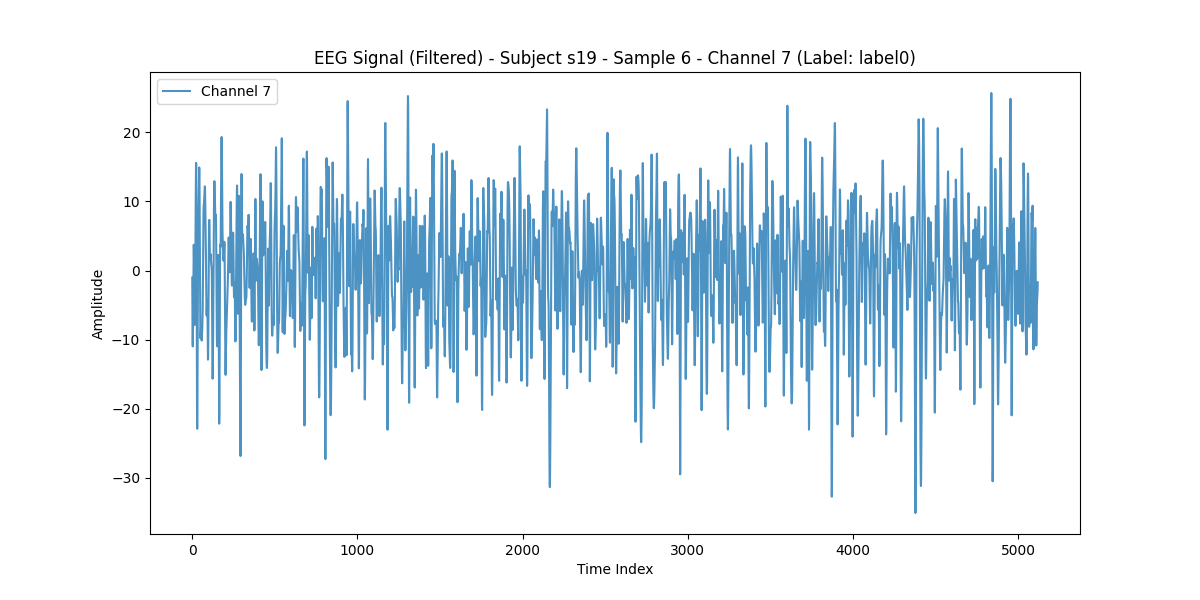 EEG Signal (Filtered) - Subject s19 - Sample 6 - Channel 7 (Label: label0)
Channel 7
Amplitude
20
10
0
−10
−20
−30
0 1000 2000 3000 4000 5000
Time Index